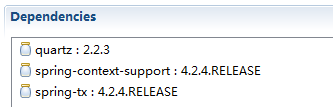 Dependencies
quartz : 2.2.3
spring-context-support : 4.2.4.RELEASE
spring-tx : 4.2.4.RELEASE